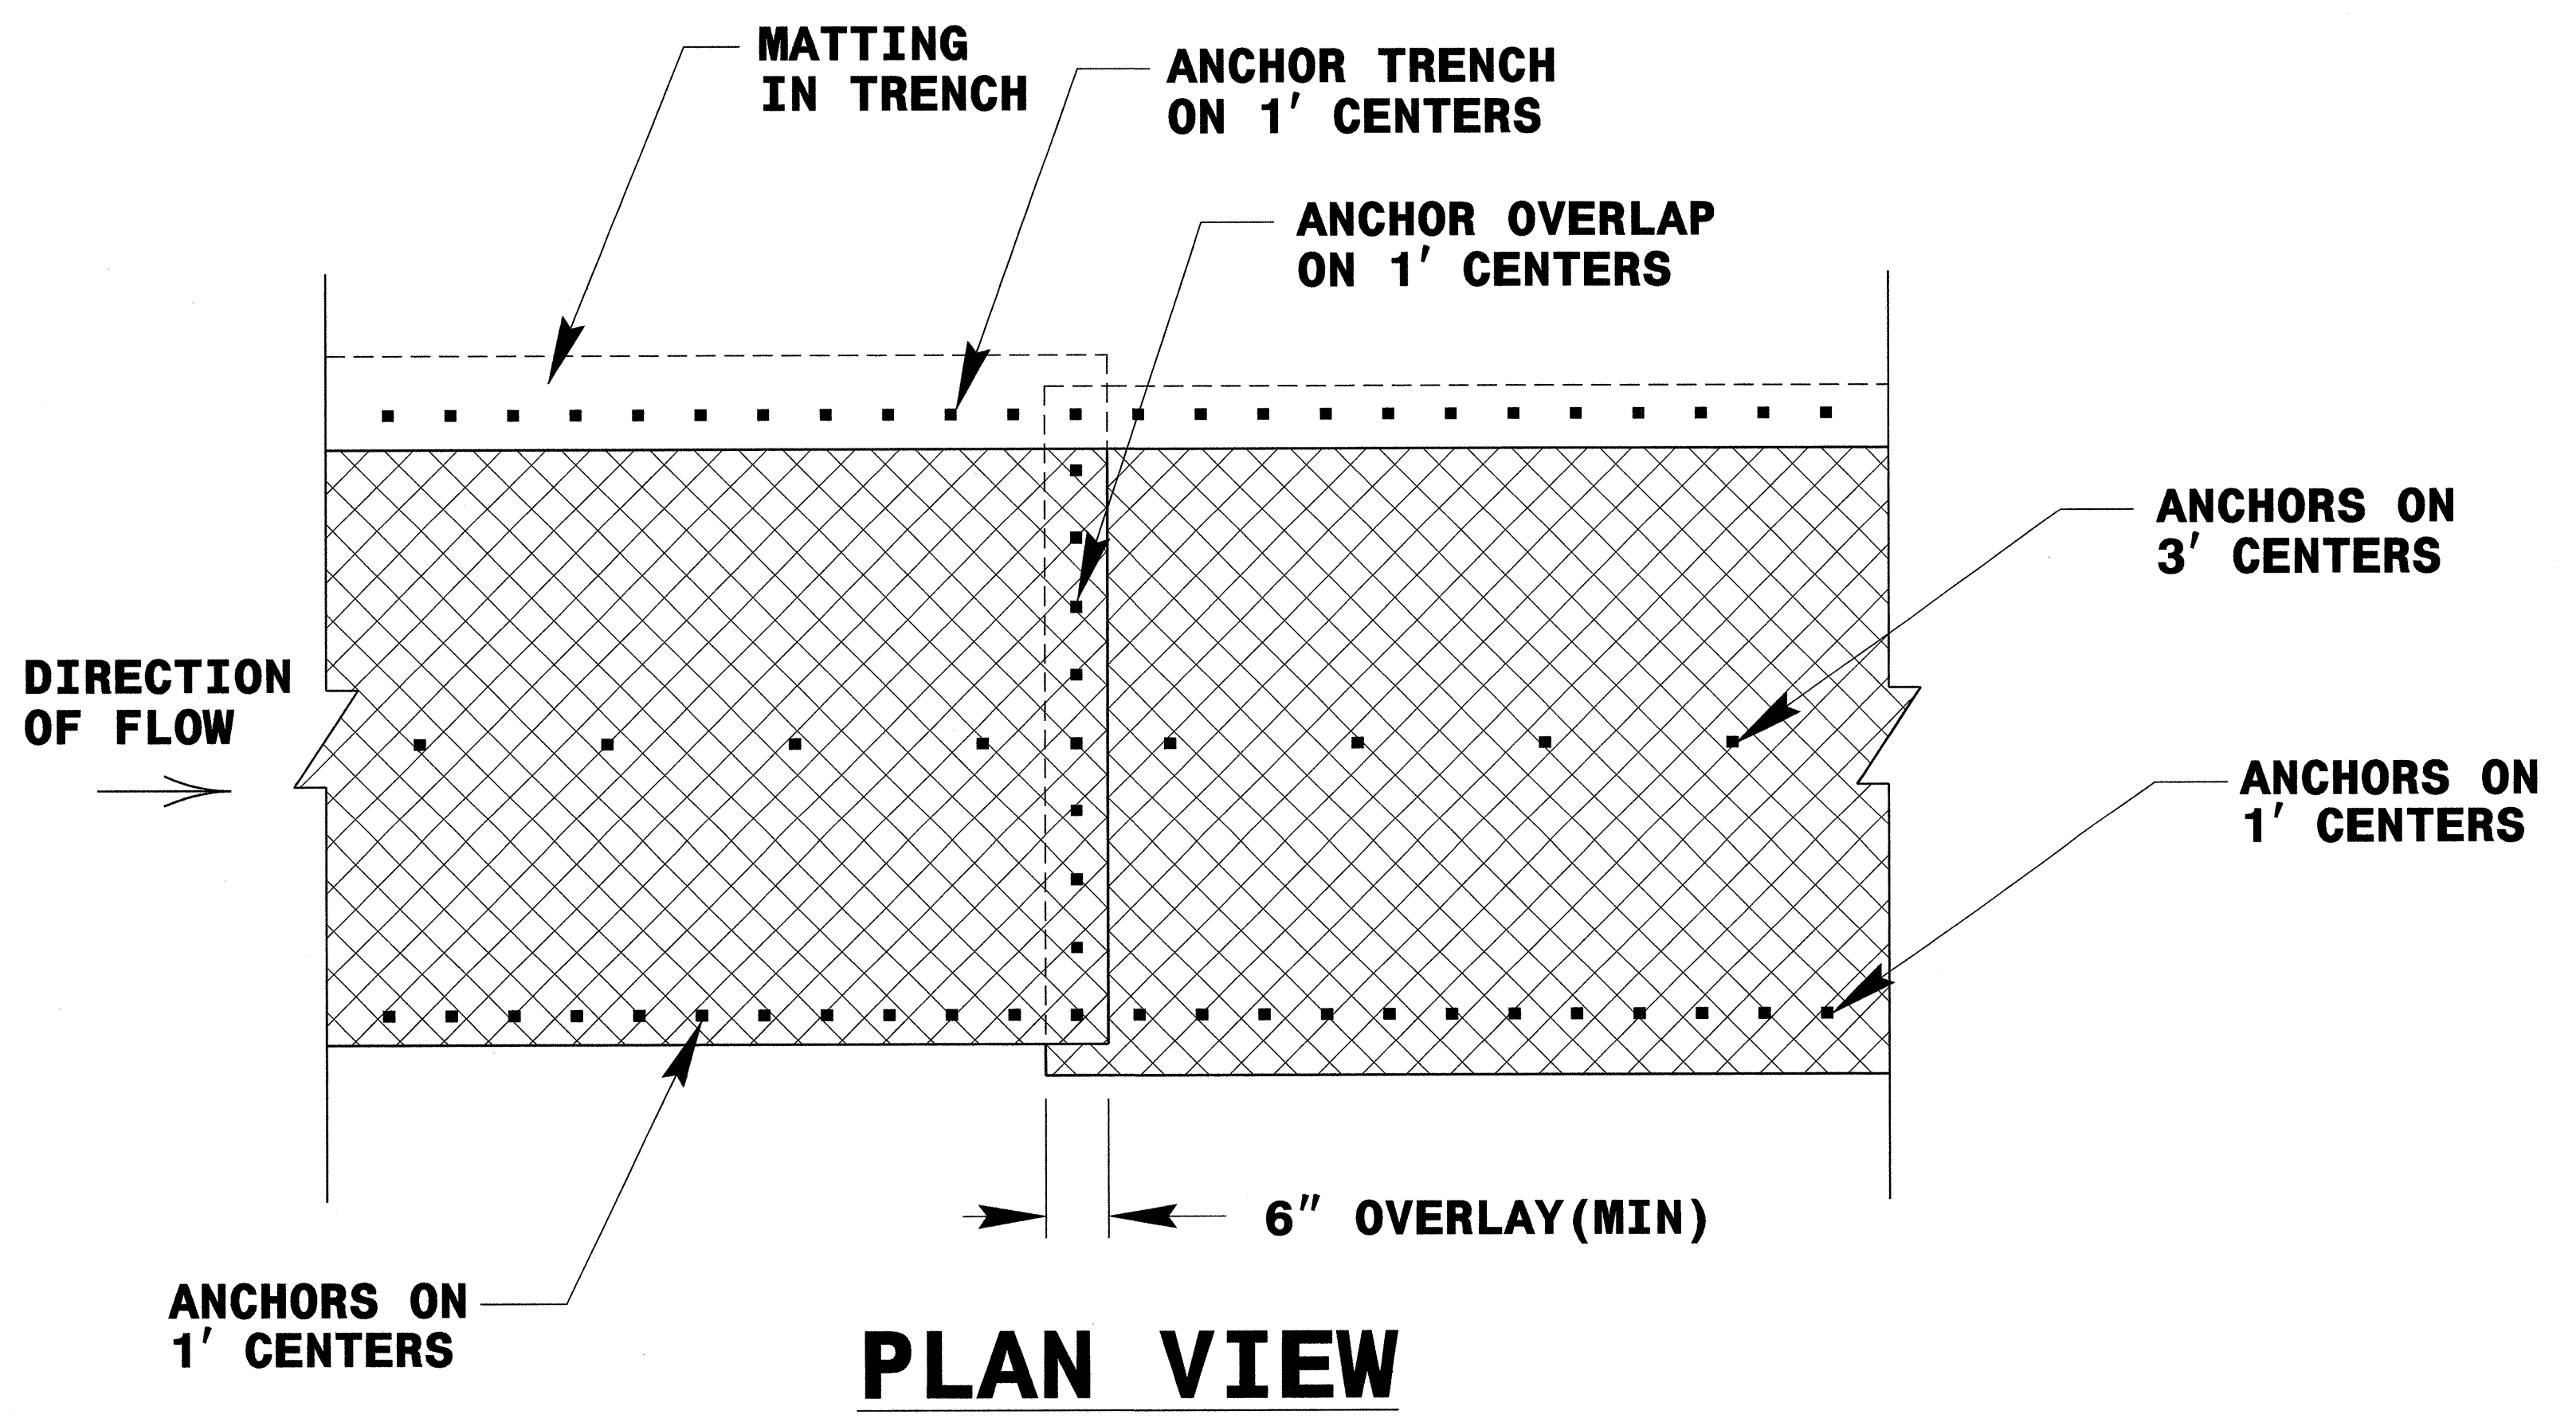 MATTING
IN TRENCH
ANCHOR TRENCH
ON 1' CENTERS
ANCHOR OVERLAP
ON 1' CENTERS
ANCHORS ON
3' CENTERS
DIRECTION
OF FLOW
ANCHORS ON
1' CENTERS
6" OVERLAY(MIN)
ANCHORS ON
1' CENTERS
PLAN VIEW